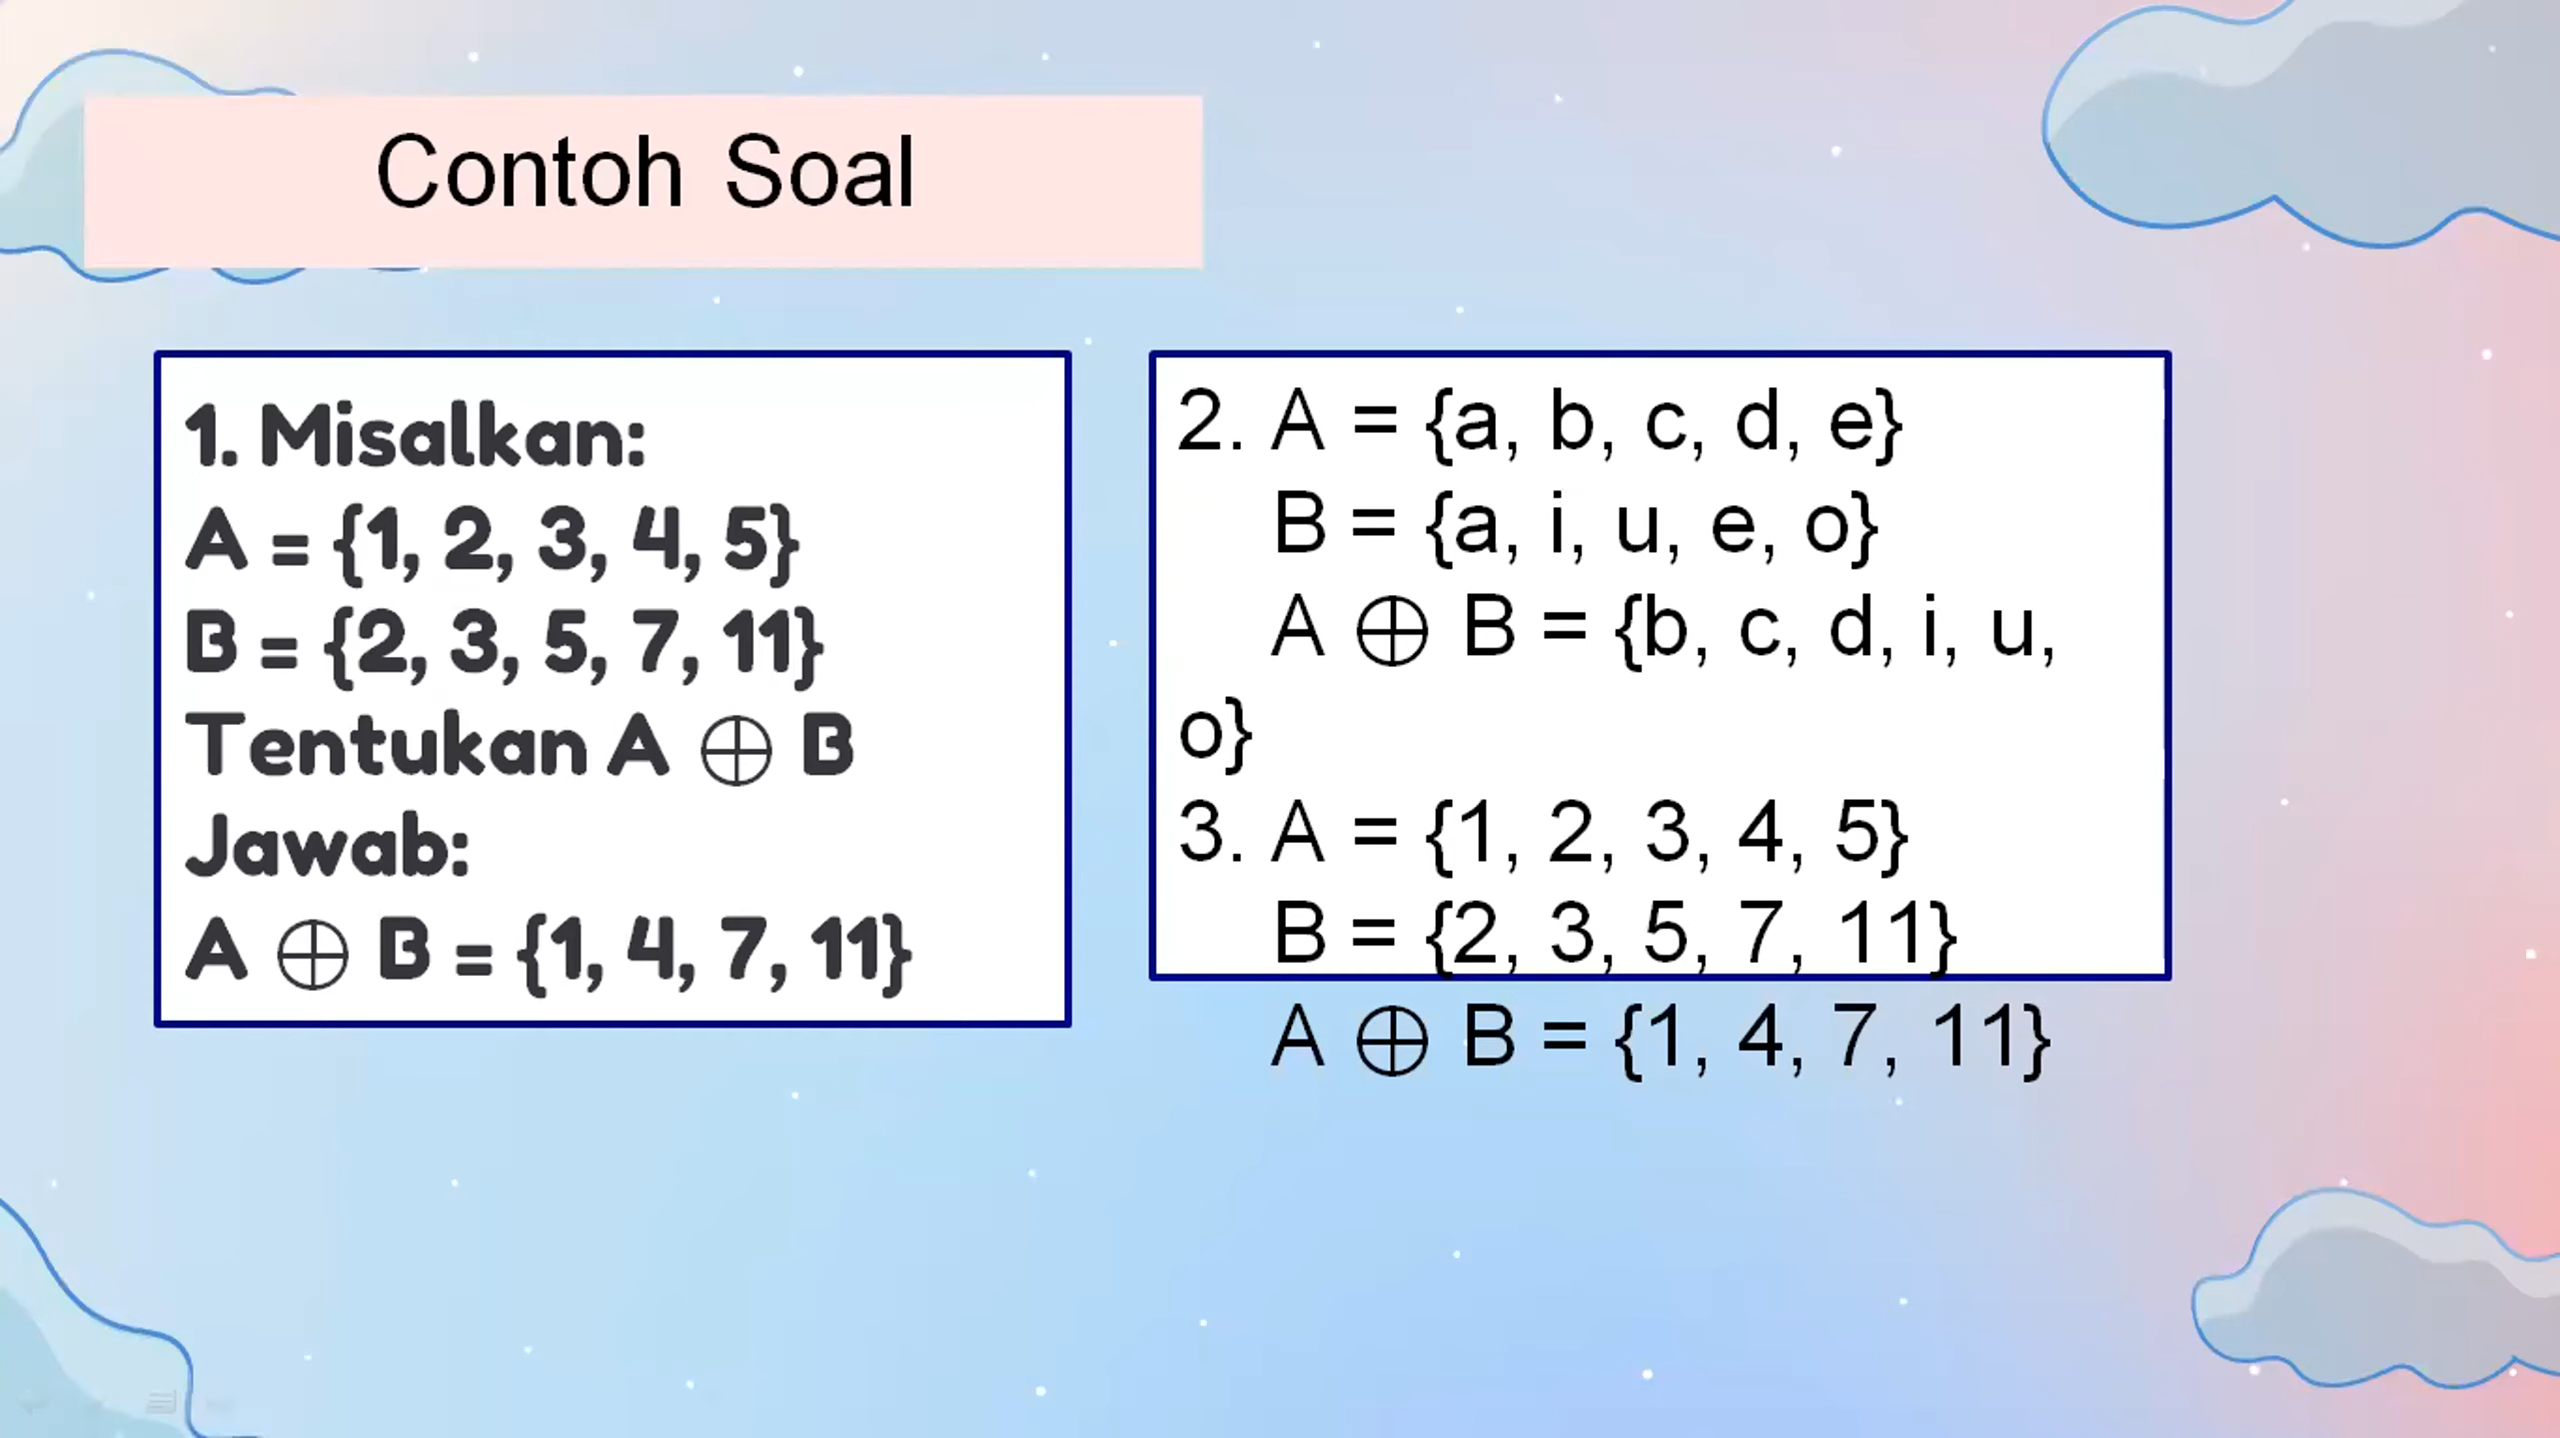 Contoh Soal
1. Misalkan:
A = {1, 2, 3, 4, 5}
B = {2, 3, 5, 7, 11}
Tentukan A ⊕ B
Jawab:
A ⊕ B = {1, 4, 7, 11}
2. A = {a, b, c, d, e}
B = {a, i, u, e, o}
A ⊕ B = {b, c, d, i, u,
o}
3. A = {1, 2, 3, 4, 5}
B = {2, 3, 5, 7, 11}
A ⊕ B = {1, 4, 7, 11}